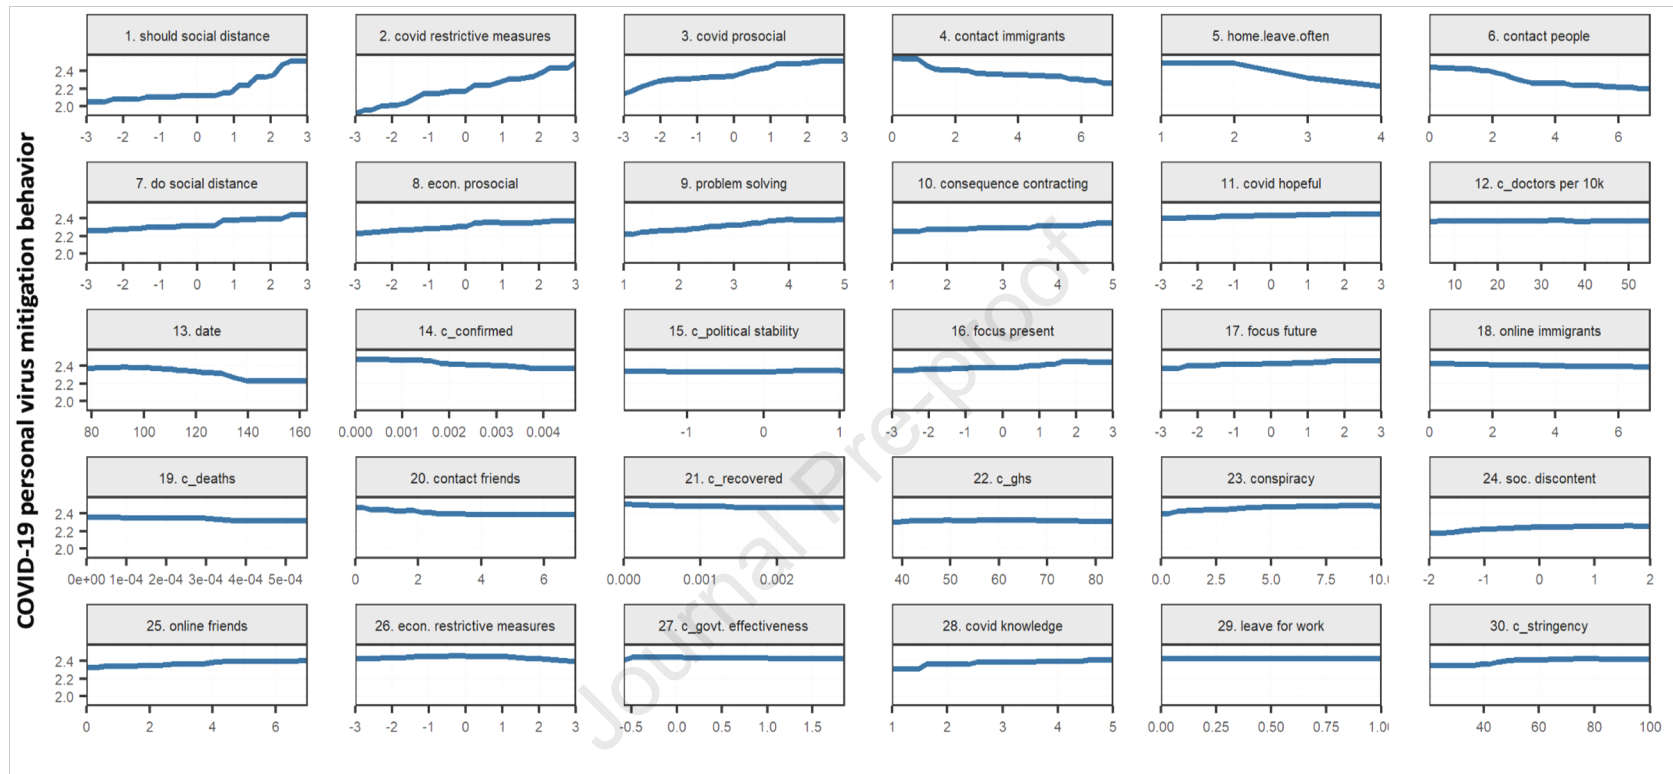 COVID-19 personal virus mitigation behavior
1. should social distance
2. covid restrictive measures
3. covid prosocial
4. contact immigrants
5. home.leave.often
6. contact people
2.4
2.2
2.0
-3 -2 -1 0 1 2 3
-3 -2 -1 0 1 2 3
-3 -2 -1 0 1 2 3
0 2 4 6
1 2 3 4
0 2 4 6
7. do social distance
8. econ. prosocial
9. problem solving
10. consequence contracting
11. covid hopeful
12. c_doctors per 10k
2.4
2.2
2.0
-3 -2 -1 0 1 2 3
-3 -2 -1 0 1 2 3
1 2 3 4 5
1 2 3 4 5
-3 -2 -1 0 1 2 3
10 20 30 40 50
13. date
14. c_confirmed
15. c_political stability
16. focus present
17. focus future
18. online immigrants
2.4
2.2
2.0
80 100 120 140 160
0.000 0.001 0.002 0.003 0.004
-1 0 1
-3 -2 -1 0 1 2 3
-3 -2 -1 0 1 2 3
0 2 4 6
19. c_deaths
20. contact friends
21. c_recovered
22. c_ghs
23. conspiracy
24. soc. discontent
2.4
2.2
2.0
0e+00 1e-04 2e-04 3e-04 4e-04 5e-04
0 2 4 6
0.000 0.001 0.002
40 50 60 70 80
0.0 2.5 5.0 7.5 10.
-2 -1 0 1 2
25. online friends
26. econ. restrictive measures
27. c_govt. effectiveness
28. covid knowledge
29. leave for work
30. c_stringency
2.4
2.2
2.0
0 2 4 6
-3 -2 -1 0 1 2 3
-0.5 0.0 0.5 1.0 1.5
1 2 3 4 5
0.00 0.25 0.50 0.75 1.0
40 60 80 100
Journal Pre-proof